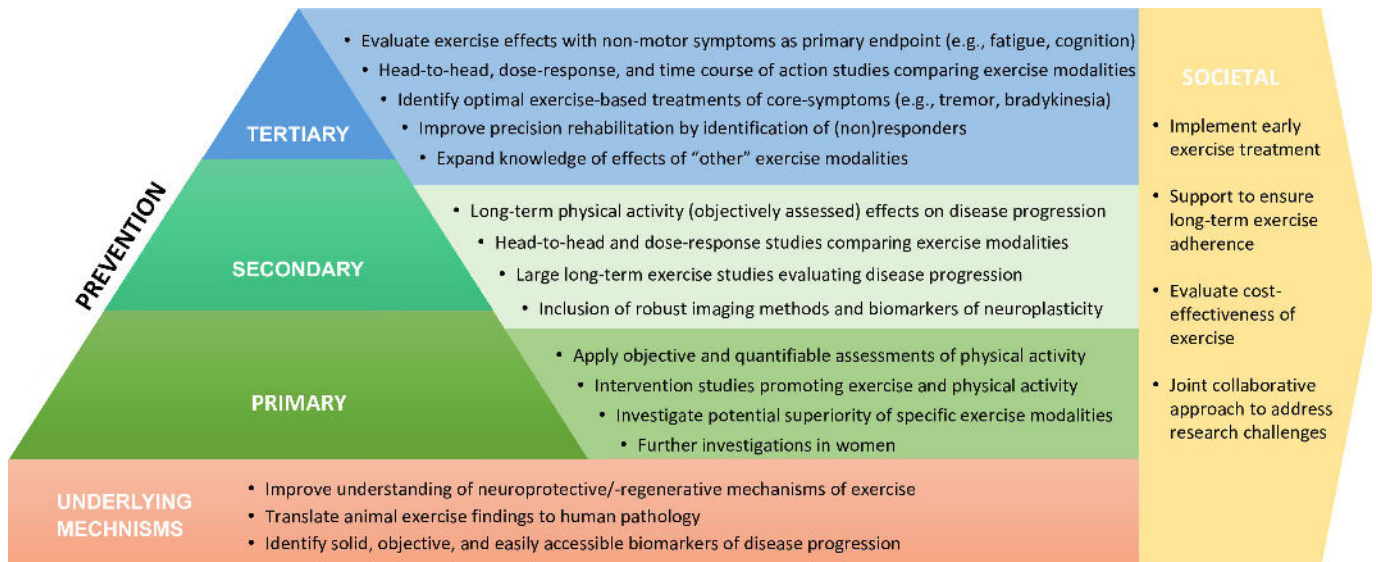 PREVENTION
TERTIARY
• Evaluate exercise effects with non-motor symptoms as primary endpoint (e.g., fatigue, cognition)
• Head-to-head, dose-response, and time course of action studies comparing exercise modalities
• Identify optimal exercise-based treatments of core-symptoms (e.g., tremor, bradykinesia)
• Improve precision rehabilitation by identification of (non)responders
• Expand knowledge of effects of “other” exercise modalities
SECONDARY
• Long-term physical activity (objectively assessed) effects on disease progression
• Head-to-head and dose-response studies comparing exercise modalities
• Large long-term exercise studies evaluating disease progression
• Inclusion of robust imaging methods and biomarkers of neuroplasticity
PRIMARY
• Apply objective and quantifiable assessments of physical activity
• Intervention studies promoting exercise and physical activity
• Investigate potential superiority of specific exercise modalities
• Further investigations in women
UNDERLYING
MECHNISMS
• Improve understanding of neuroprotective/-regenerative mechanisms of exercise
• Translate animal exercise findings to human pathology
• Identify solid, objective, and easily accessible biomarkers of disease progression
SOCIETAL
• Implement early
exercise treatment
• Support to ensure
long-term exercise
adherence
• Evaluate cost-
effectiveness of
exercise
• Joint collaborative
approach to address
research challenges